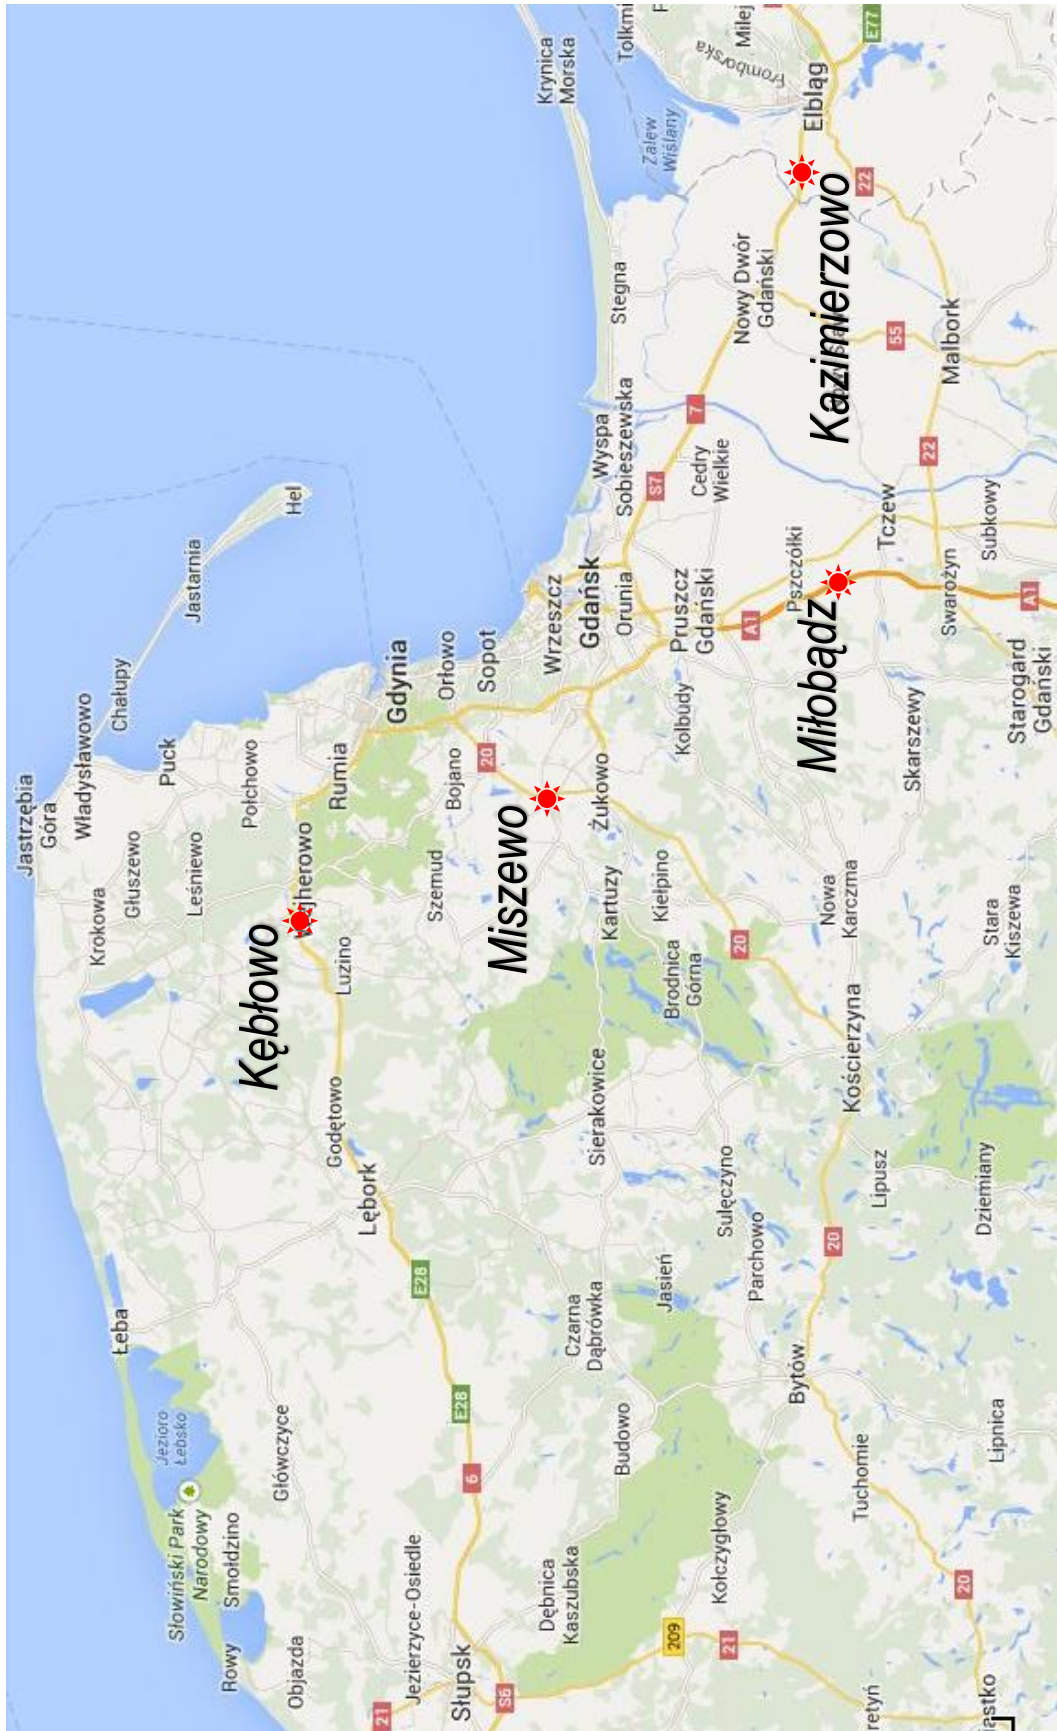 Jastrzębia
Góra
Władysławowo
Chałupy
Jastarnia
Hel
Puck
Krokowa
Głuszewo
Leśniewo
Połchowo
Rumia
Gdynia
Orłowo
Sopot
Wrzeszcz
Gdańsk
Orunia
Pruszcz
Gdański
Wyspa
Sobieszewska
Stegna
Krynica
Morska
Tolkmi
Zalew
Wiślany
Fromborska
Milej
F
E77
Elbląg
22
Kazimierzowo
Nowy Dwór
Gdański
55
Malbork
22
7
S7
Cedry
Wielkie
Tczew
Subkowy
Pszczółki
Miłobądz
A1
Swarożyn
A1
Starogard
Gdański
Skarszewy
Kolbudy
Żukowo
Miszewo
20
Bojano
Szemud
Kębłowo
Luzino
Godętowo
Lębork
Kartuzy
Kiełpino
Brodnica
Górna
20
Nowa
Karczma
Stara
Kiszewa
Kościerzyna
Sierakowice
Sulęczyno
Lipusz
Dziemiany
Parchowo
20
Jasień
Czarna
Dąbrówka
Bytów
Budowo
Tuchomie
Lipnica
Łeba
Jezioro
Łebsko
Słowiński Park
Narodowy
Smołdzino
Rowy
Objazda
Główczyce
E28
E28
6
Jezierzyce-Osiedle
Słupsk
21
S6
Dębnica
Kaszubska
Kołczygłowy
209
21
20
retyń
astko